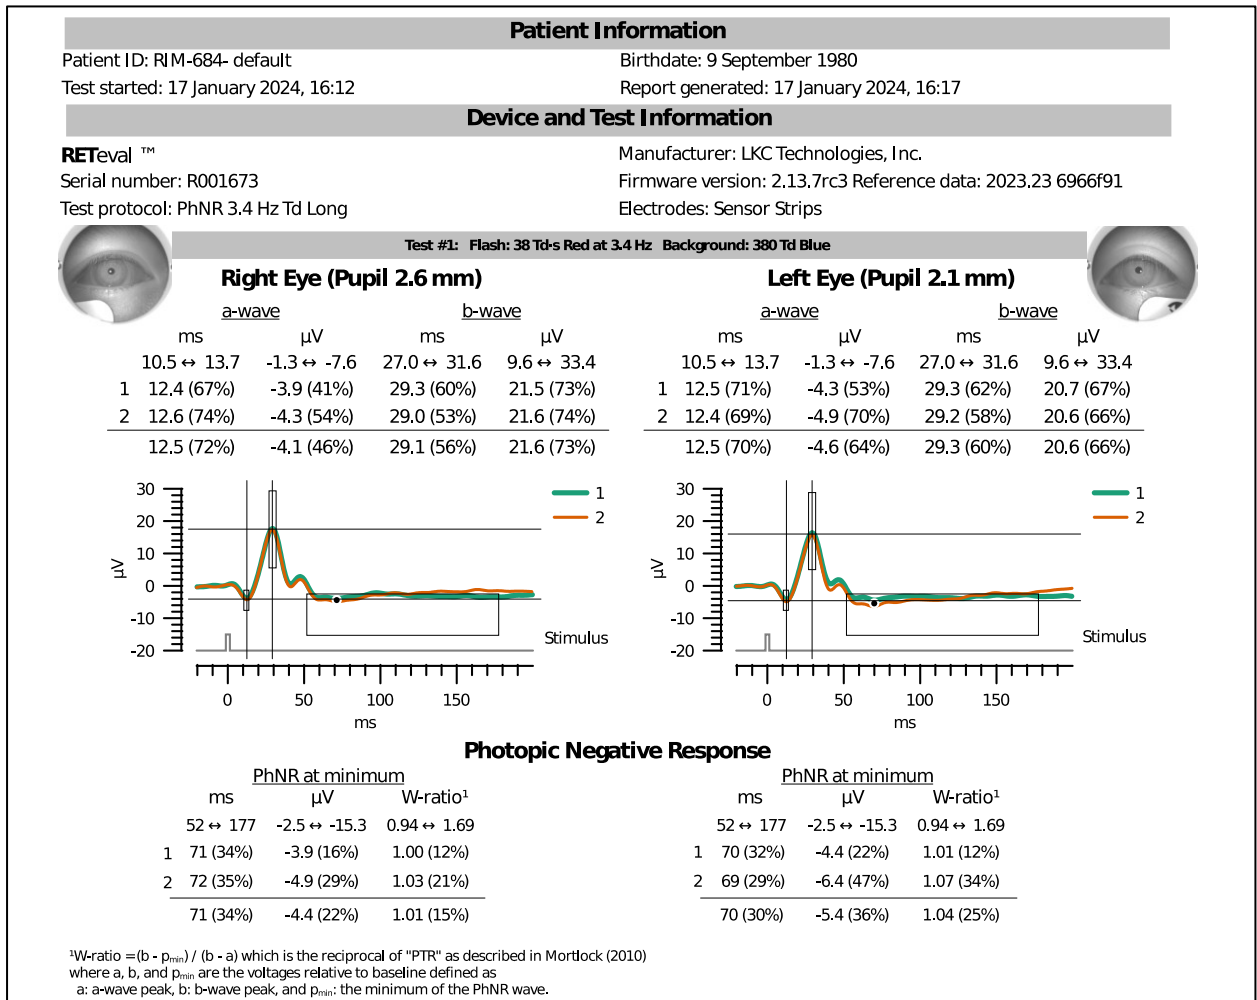 Patient Information
Patient ID: RIM-684- default Birthdate: 9 September 1980
Test started: 17 January 2024, 16:12 Report generated: 17 January 2024, 16:17
Device and Test Information
RETeval ™ Manufacturer: LKC Technologies, Inc.
Serial number: R001673 Firmware version: 2.13.7rc3 Reference data: 2023.23 6966f91
Test protocol: PhNR 3.4 Hz Td Long Electrodes: Sensor Strips
Test #1: Flash: 38 Td·s Red at 3.4 Hz Background: 380 Td Blue
Right Eye (Pupil 2.6 mm) Left Eye (Pupil 2.1 mm)
a-wave b-wave a-wave b-wave
ms µV ms µV ms µV ms µV
10.5 ↔ 13.7 -1.3 ↔ -7.6 27.0 ↔ 31.6 9.6 ↔ 33.4 10.5 ↔ 13.7 -1.3 ↔ -7.6 27.0 ↔ 31.6 9.6 ↔ 33.4
1 12.4 (67%) -3.9 (41%) 29.3 (60%) 21.5 (73%) 1 12.5 (71%) -4.3 (53%) 29.3 (62%) 20.7 (67%)
2 12.6 (74%) -4.3 (54%) 29.0 (53%) 21.6 (74%) 2 12.4 (69%) -4.9 (70%) 29.2 (58%) 20.6 (66%)
12.5 (72%) -4.1 (46%) 29.1 (56%) 21.6 (73%) 12.5 (70%) -4.6 (64%) 29.3 (60%) 20.6 (66%)
30 1 30 1
20 2 20 2
10 10
µV µV
0 0
-10 -10
Stimulus Stimulus
-20 -20
0 50 100 150 0 50 100 150
ms ms
Photopic Negative Response
PhNR at minimum PhNR at minimum
ms µV W-ratio¹ ms µV W-ratio¹
52 ↔ 177 -2.5 ↔ -15.3 0.94 ↔ 1.69 52 ↔ 177 -2.5 ↔ -15.3 0.94 ↔ 1.69
1 71 (34%) -3.9 (16%) 1.00 (12%) 1 70 (32%) -4.4 (22%) 1.01 (12%)
2 72 (35%) -4.9 (29%) 1.03 (21%) 2 69 (29%) -6.4 (47%) 1.07 (34%)
71 (34%) -4.4 (22%) 1.01 (15%) 70 (30%) -5.4 (36%) 1.04 (25%)
¹W-ratio = (b - pmin) / (b - a) which is the reciprocal of "PTR" as described in Mortlock (2010)
where a, b, and pmin are the voltages relative to baseline defined as
a: a-wave peak, b: b-wave peak, and pmin: the minimum of the PhNR wave.